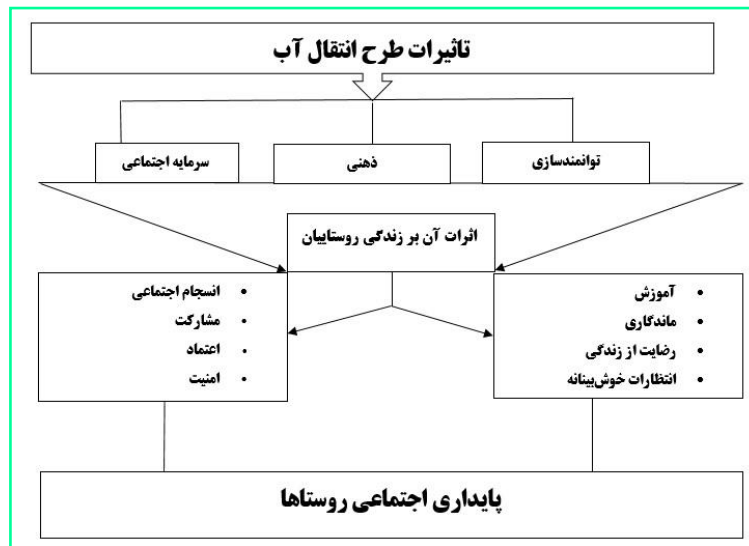 تاثیرات طرح انتقال آب
توانمندسازی
ذهنی
سرمایه اجتماعی
اثرات آن بر زندگی روستاییان
• آموزش
• ماندگاری
• رضایت از زندگی
• انتظارات خوش‌بینانه
• انسجام اجتماعی
• مشارکت
• اعتماد
• امنیت
پایداری اجتماعی روستاها